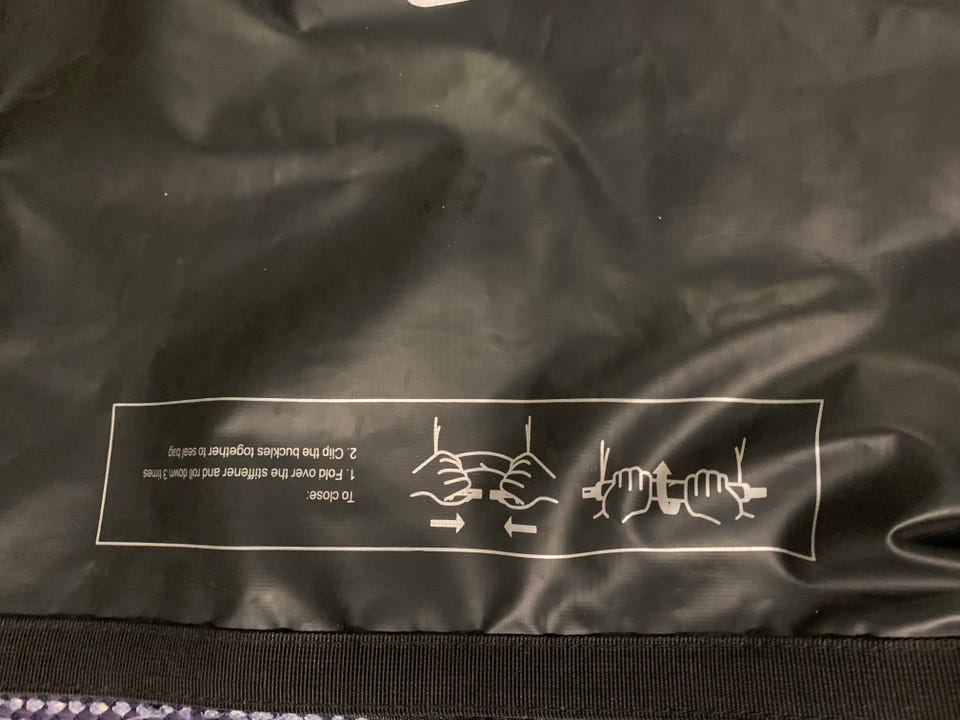 To close:
1. Fold over the stiffener and roll down 3 times
2. Clip the buckles together to seal bag